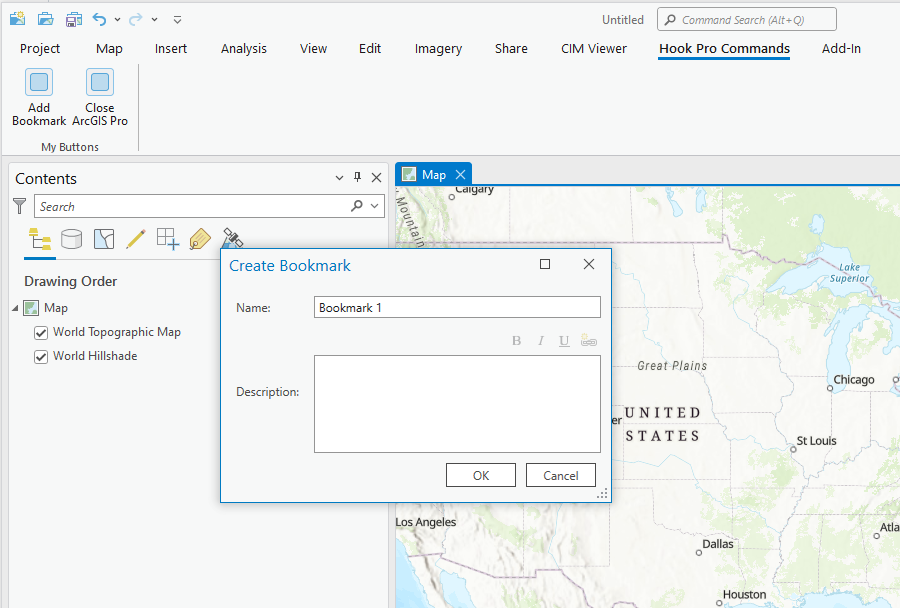 Untitled
Command Search (Alt+Q)
Project Map Insert Analysis View Edit Imagery Share CIM Viewer Hook Pro Commands Add-In
Add Bookmark
Close ArcGIS Pro
My Buttons
Contents
Search
Drawing Order
Map
World Topographic Map
World Hillshade
Map
Calgary
Mountain
Lake
Superior
Great Plains
Chicago
er
UNITED
STATES
St Louis
Los Angeles
Atla
Dallas
Houston
Create Bookmark
Name:
Bookmark 1
B I U
Description:
OK
Cancel